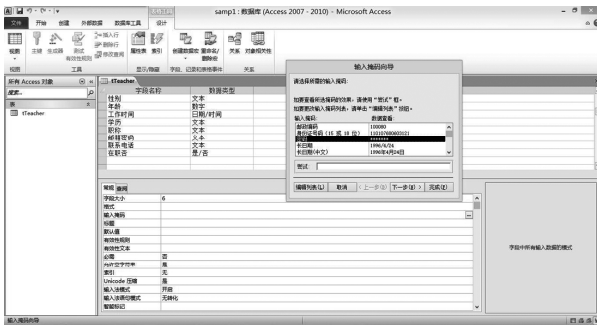 samp1 : 数据库 (Access 2007 - 2010) - Microsoft Access
文件 开始 创建 外部数据 数据库工具 设计
视图 主键 生成器 测试有效性规则
插入行
删除行
修改查阅
属性表 索引 创建数据宏 重命名/删除宏 关系 对象相关性
视图 工具 显示/隐藏 字段、记录和表格事件 关系
所有 Access 对象
搜索...
表
tTeacher
tTeacher
字段名称 数据类型
性别 文本
年龄 数字
工作时间 日期/时间
学历 文本
职称 文本
邮箱密码 文本
联系电话 文本
在职否 是/否
输入掩码向导
请选择所需的输入掩码:
如要查看所选掩码的效果，请使用“尝试”框。
如要更改输入掩码列表，请单击“编辑列表”按钮。
输入掩码: 数据查看:
邮政编码 100080
身份证号码 (15 或 18 位) 110107680603121
密码 *******
长日期 1996/4/24
长日期(中文) 1996年4月24日
尝试:
编辑列表(L) 取消 < 上一步(B) 下一步(N) > 完成(F)
常规 查阅
字段大小 6
格式
输入掩码
标题
默认值
有效性规则
有效性文本
必需 否
允许空字符串 是
索引 无
Unicode 压缩 是
输入法模式 开启
输入法语句模式 无转化
智能标记
字段中所有输入数据的模式
输入掩码向导